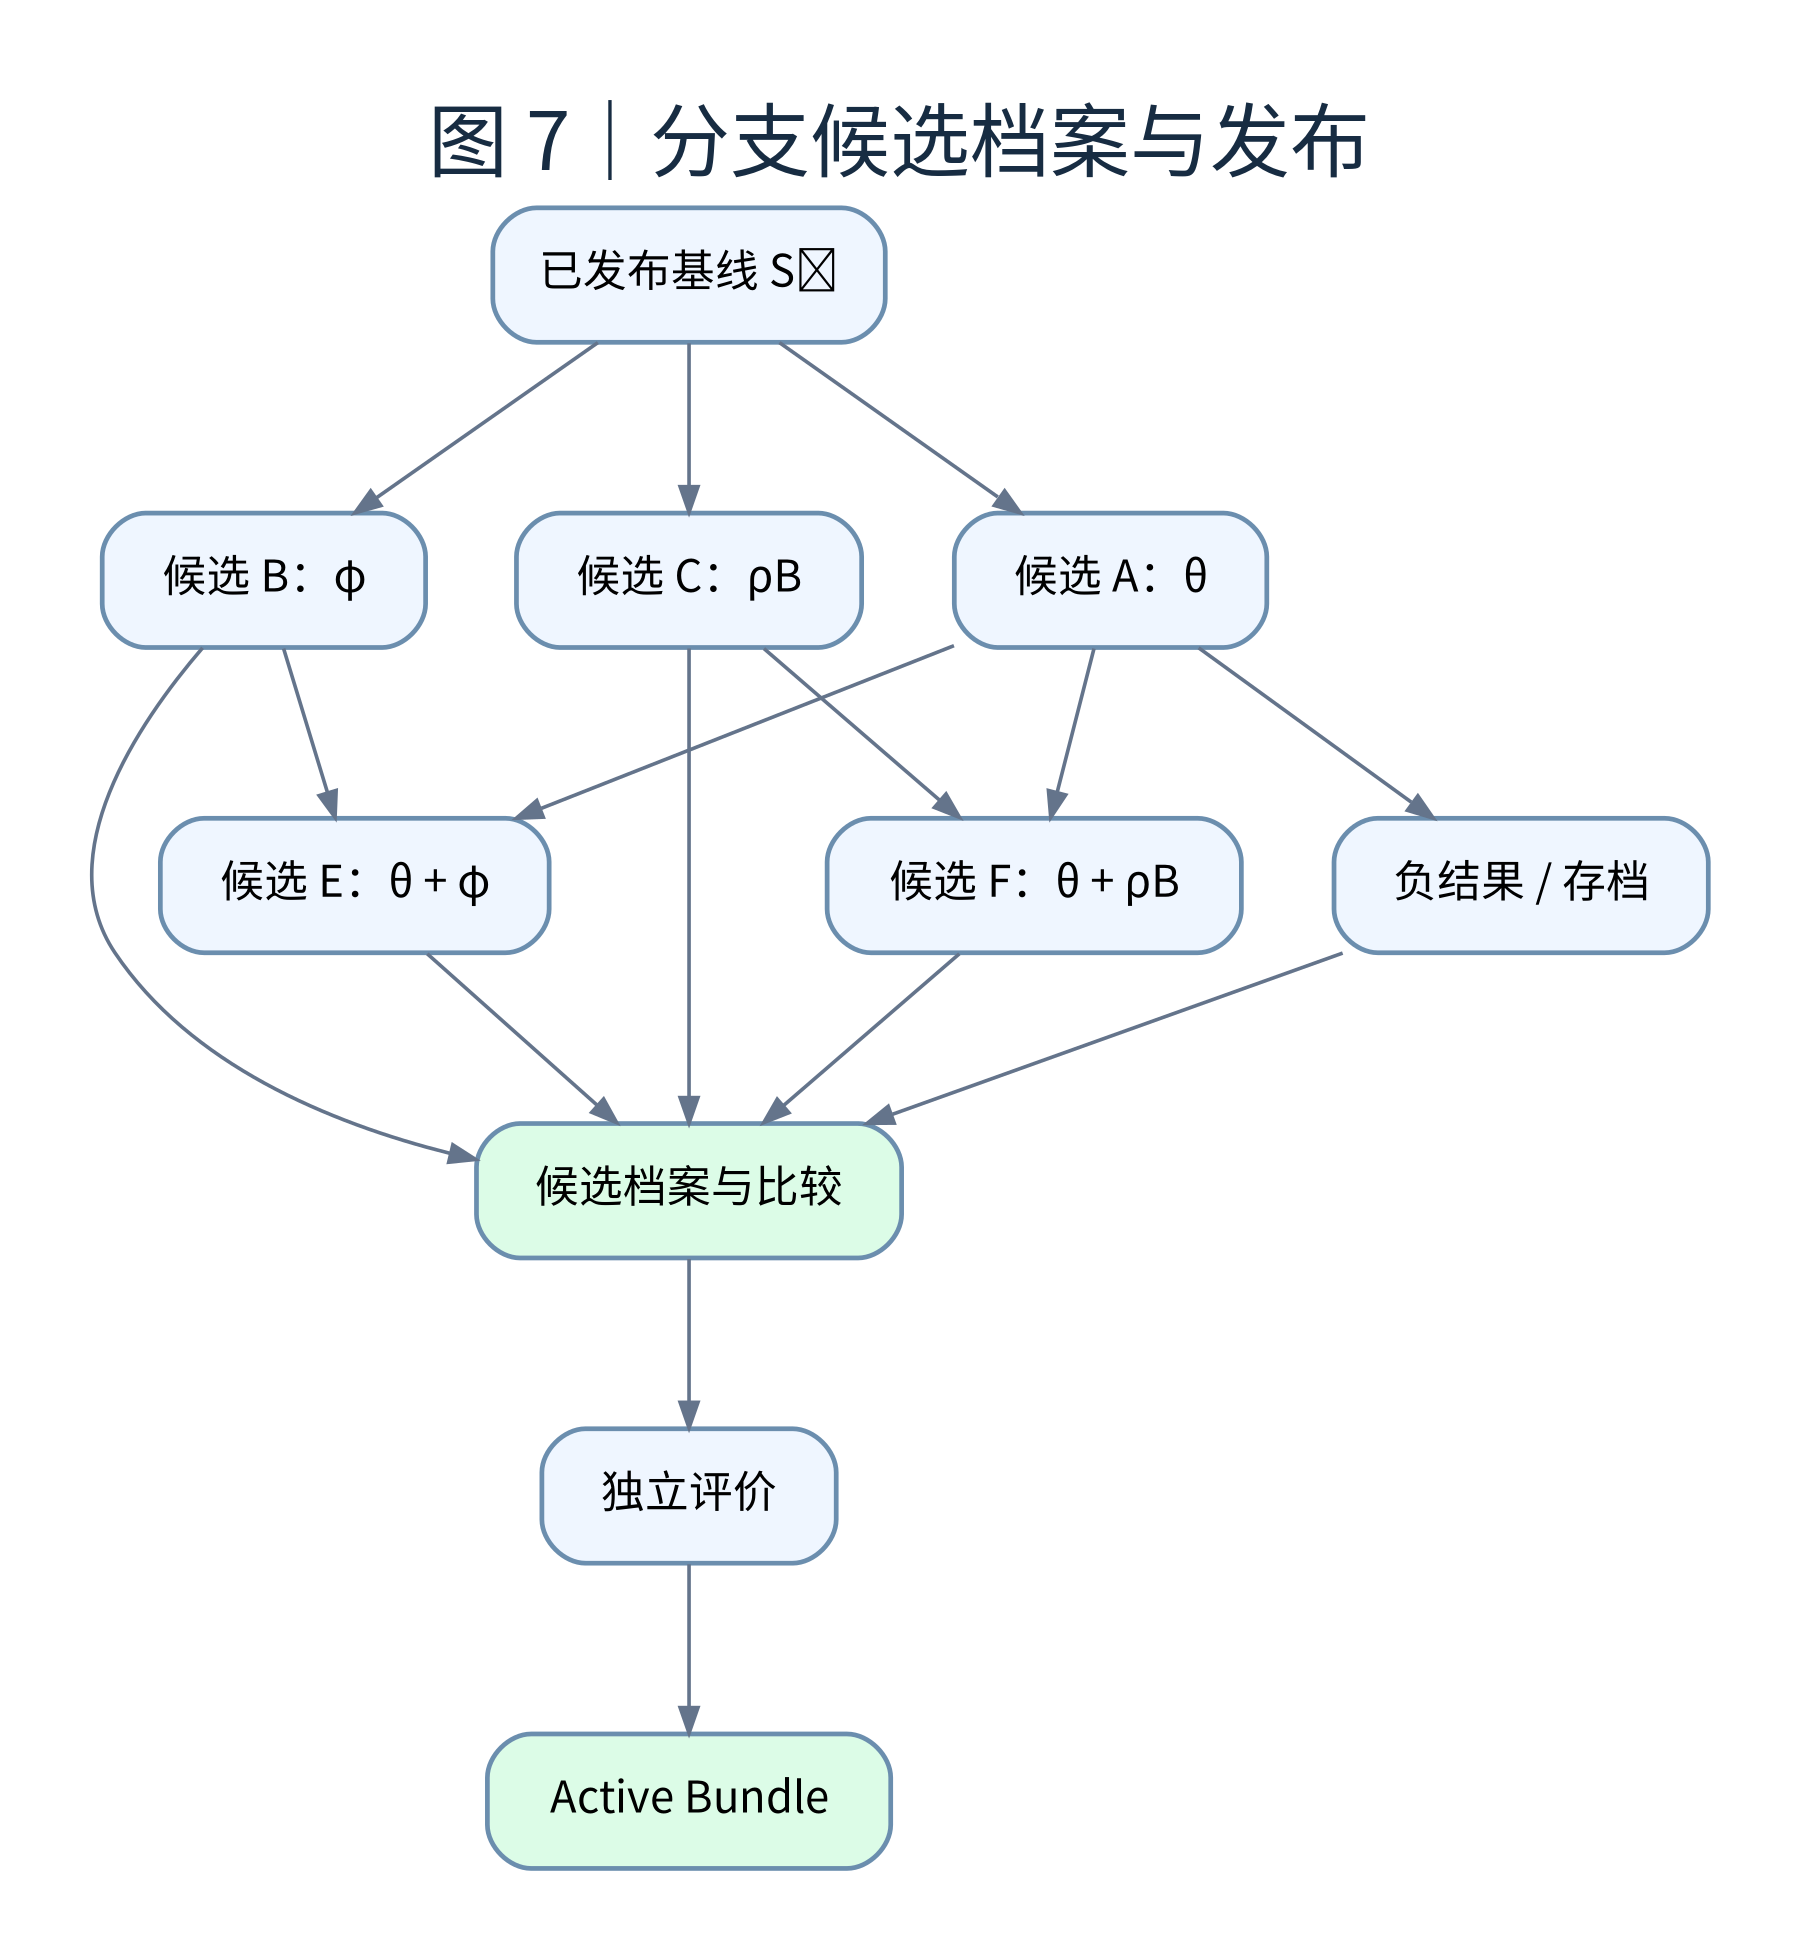 图 7｜分支候选档案与发布
已发布基线 S
候选 B：φ
候选 C：ρB
候选 A：θ
候选 E：θ + φ
候选 F：θ + ρB
负结果 / 存档
候选档案与比较
独立评价
Active Bundle